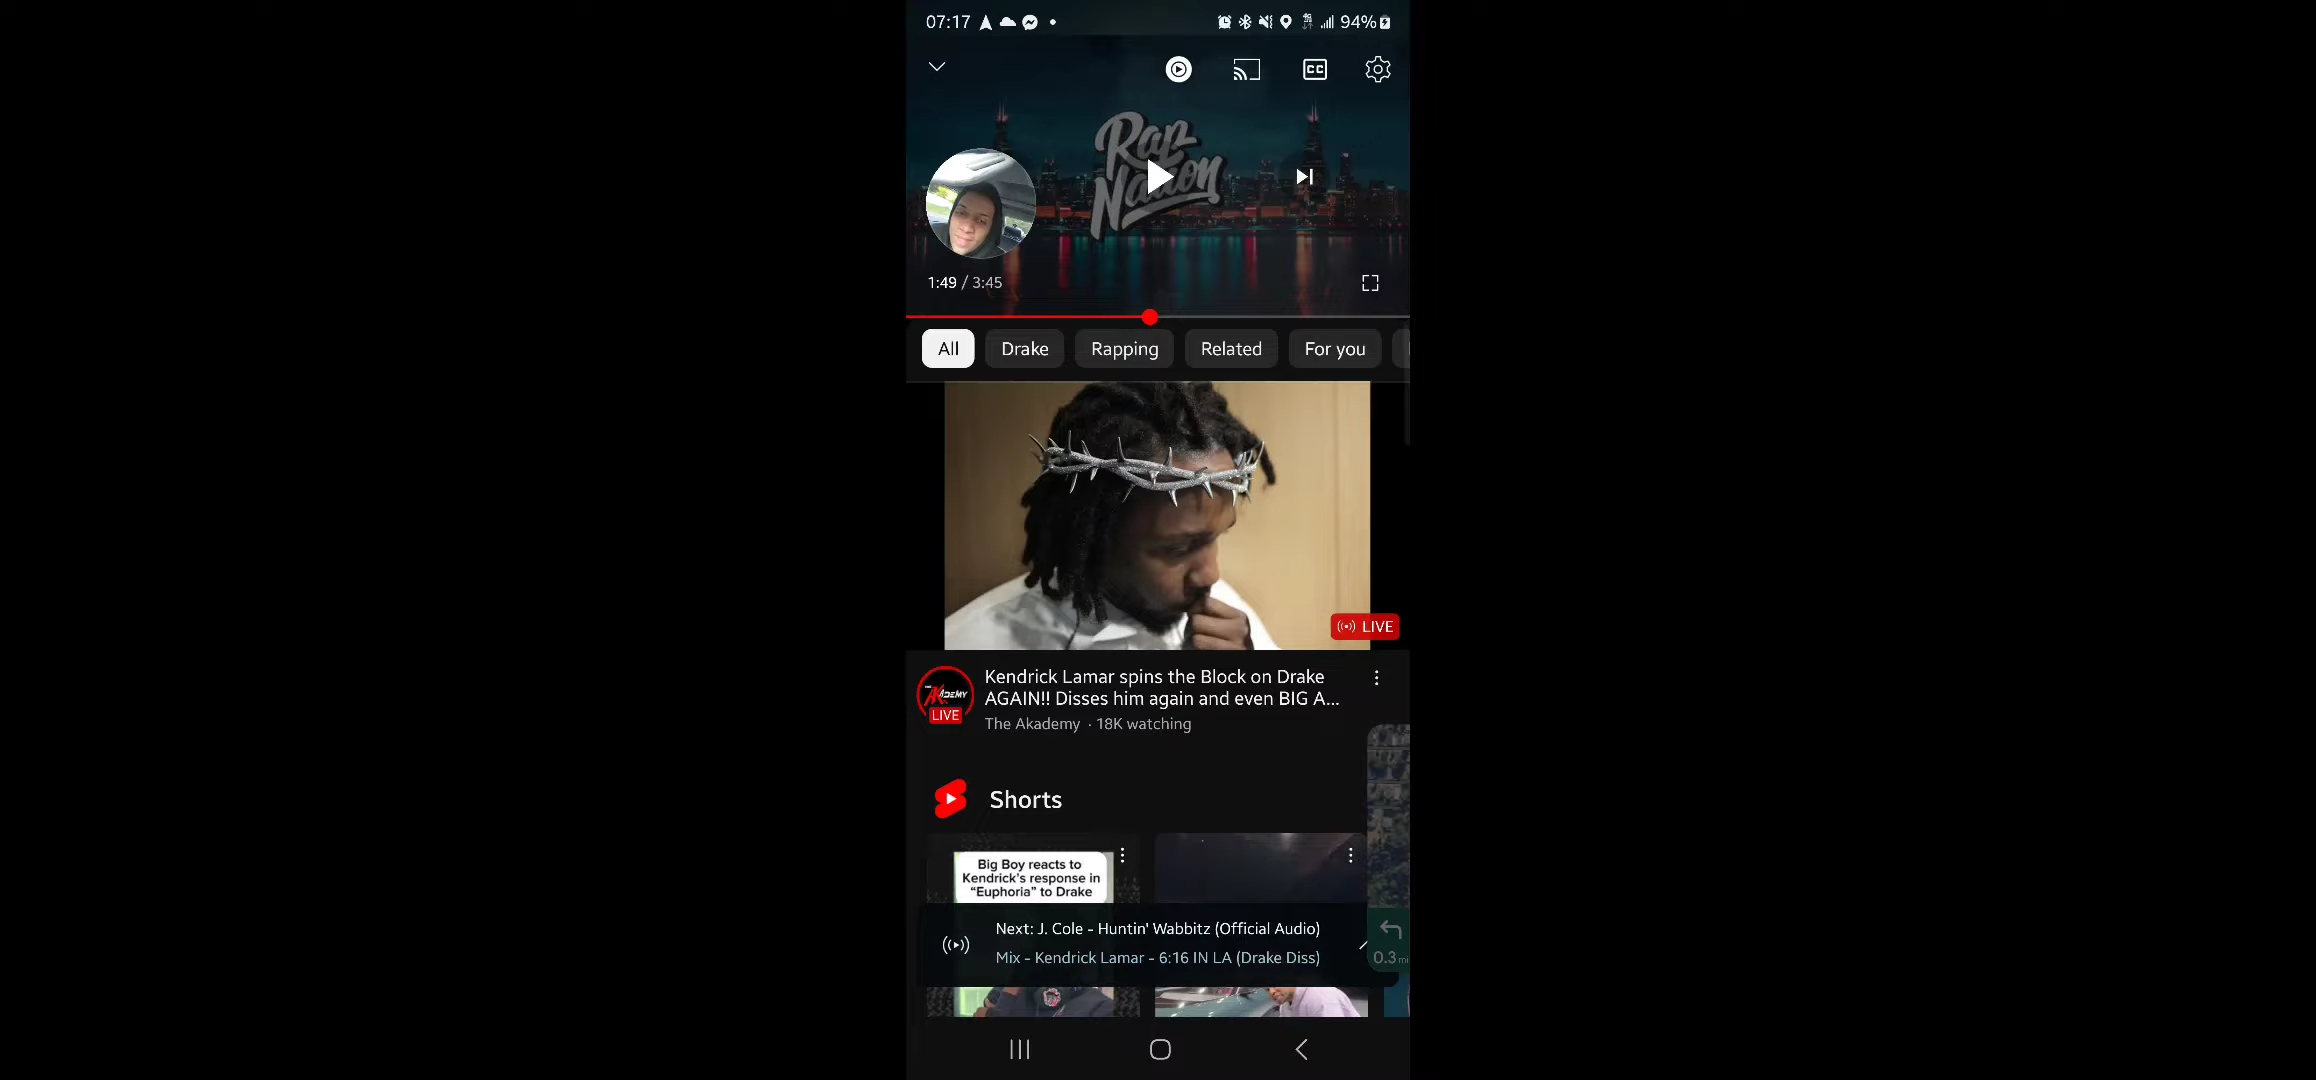 07:17
94%
CC
Rap
Nation
1:49 / 3:45
All
Drake
Rapping
Related
For you
LIVE
Kendrick Lamar spins the Block on Drake
AGAIN!! Disses him again and even BIG A...
AKADEMY
LIVE
The Akademy · 18K watching
Shorts
Big Boy reacts to
Kendrick's response in
“Euphoria” to Drake
Next: J. Cole - Huntin' Wabbitz (Official Audio)
Mix - Kendrick Lamar - 6:16 IN LA (Drake Diss)
0.3 mi